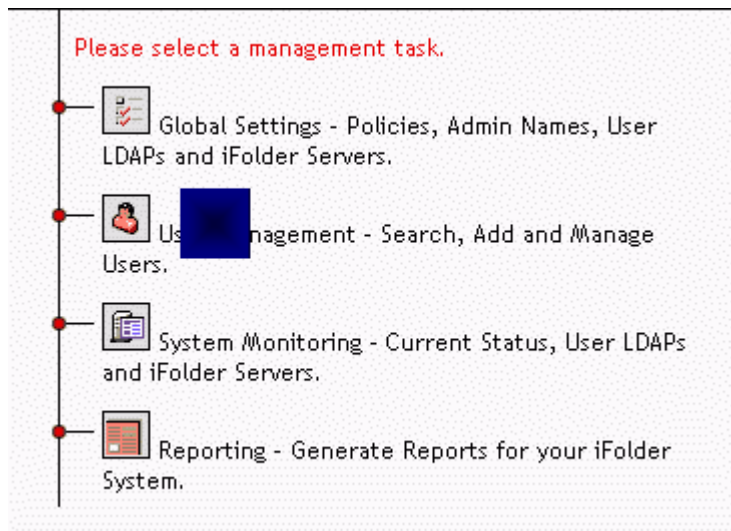 Please select a management task.
Global Settings - Policies, Admin Names, User
LDAPs and iFolder Servers.
- Search, Add and Manage
Users.
System Monitoring - Current Status, User LDAPs
and iFolder Servers.
Reporting - Generate Reports for your iFolder
System.